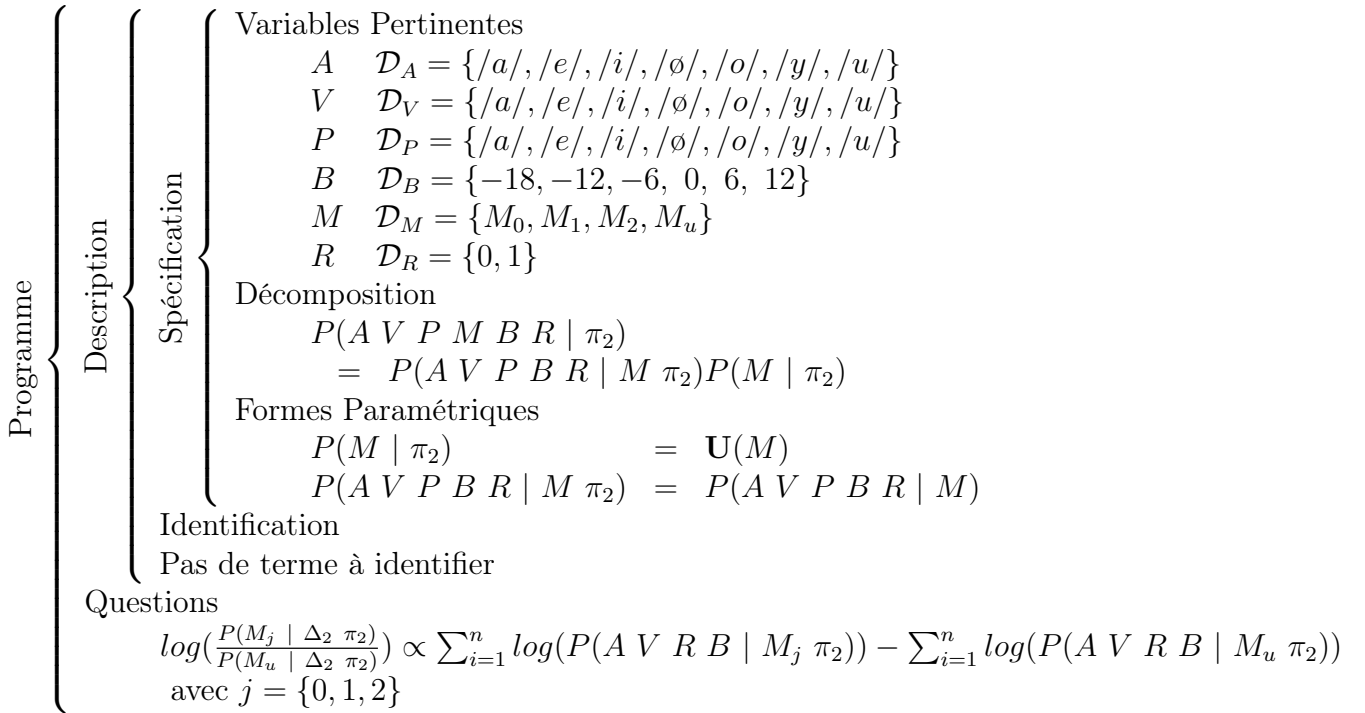 Programme
Description
Spécification
Variables Pertinentes
A 𝒟_A = {/a/, /e/, /i/, /ø/, /o/, /y/, /u/}
V 𝒟_V = {/a/, /e/, /i/, /ø/, /o/, /y/, /u/}
P 𝒟_P = {/a/, /e/, /i/, /ø/, /o/, /y/, /u/}
B 𝒟_B = {−18, −12, −6, 0, 6, 12}
M 𝒟_M = {M_0, M_1, M_2, M_u}
R 𝒟_R = {0, 1}
Décomposition
P(A V P M B R | π_2)
= P(A V P B R | M π_2)P(M | π_2)
Formes Paramétriques
P(M | π_2) = U(M)
P(A V P B R | M π_2) = P(A V P B R | M)
Identification
Pas de terme à identifier
Questions
log(\frac{P(M_j | Δ_2 π_2)}{P(M_u | Δ_2 π_2)}) ∝ ∑_{i=1}^{n} log(P(A V R B | M_j π_2)) − ∑_{i=1}^{n} log(P(A V R B | M_u π_2))
avec j = {0, 1, 2}